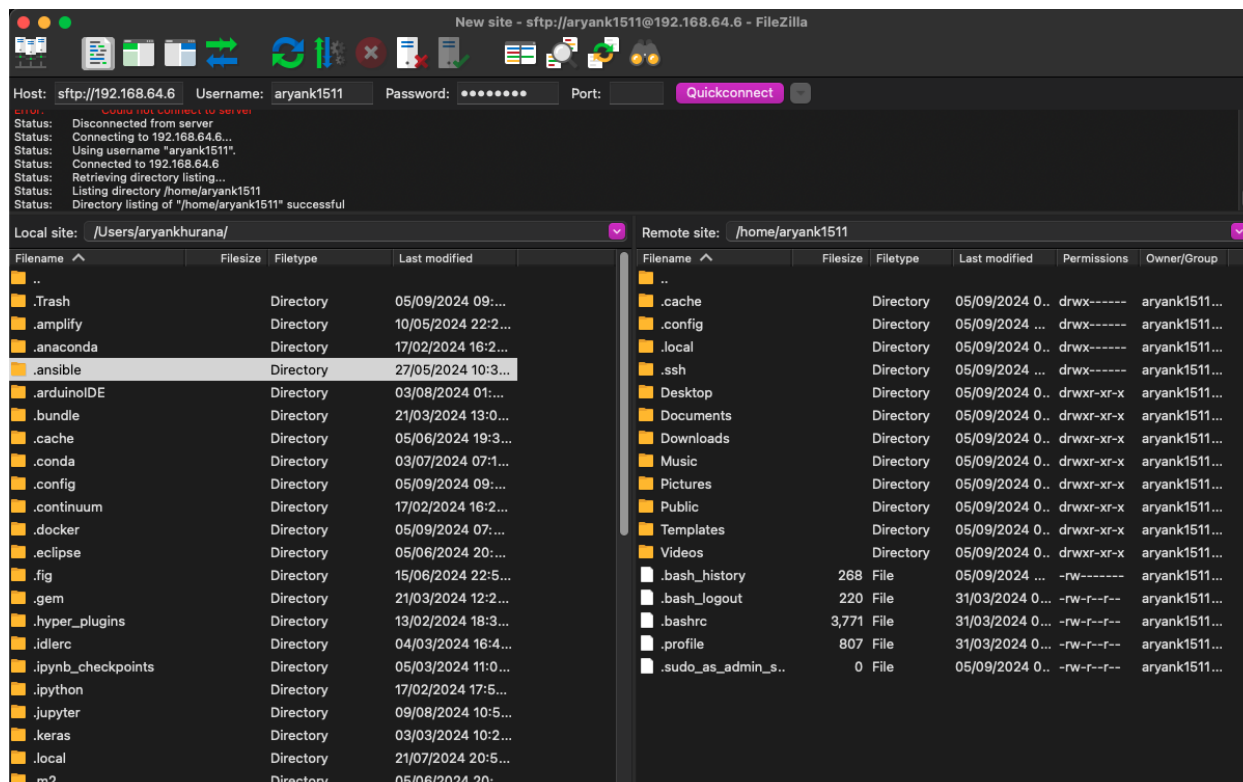 New site - sftp://aryank1511@192.168.64.6 - FileZilla
Host: sftp://192.168.64.6 Username: aryank1511 Password: ●●●●●●●● Port: Quickconnect
Error: Could not connect to server
Status: Disconnected from server
Status: Connecting to 192.168.64.6...
Status: Using username "aryank1511".
Status: Connected to 192.168.64.6
Status: Retrieving directory listing...
Status: Listing directory /home/aryank1511
Status: Directory listing of "/home/aryank1511" successful
Local site: /Users/aryankhurana/
Filename Filesize Filetype Last modified
..
.Trash Directory 05/09/2024 09:...
.amplify Directory 10/05/2024 22:2...
.anaconda Directory 17/02/2024 16:2...
.ansible Directory 27/05/2024 10:3...
.arduinoIDE Directory 03/08/2024 01:...
.bundle Directory 21/03/2024 13:0...
.cache Directory 05/06/2024 19:3...
.conda Directory 03/07/2024 07:1...
.config Directory 05/09/2024 09:...
.continuum Directory 17/02/2024 16:2...
.docker Directory 05/09/2024 07:...
.eclipse Directory 05/06/2024 20:...
.fig Directory 15/06/2024 22:5...
.gem Directory 21/03/2024 12:2...
.hyper_plugins Directory 13/02/2024 18:3...
.idlerc Directory 04/03/2024 16:4...
.ipynb_checkpoints Directory 05/03/2024 11:0...
.ipython Directory 17/02/2024 17:5...
.jupyter Directory 09/08/2024 10:5...
.keras Directory 03/03/2024 10:2...
.local Directory 21/07/2024 20:5...
.m2 Directory 05/06/2024 20:
Remote site: /home/aryank1511
Filename Filesize Filetype Last modified Permissions Owner/Group
..
.cache Directory 05/09/2024 0.. drwx------ aryank1511...
.config Directory 05/09/2024 ... drwx------ aryank1511...
.local Directory 05/09/2024 0.. drwx------ aryank1511...
.ssh Directory 05/09/2024 ... drwx------ aryank1511...
Desktop Directory 05/09/2024 0.. drwxr-xr-x aryank1511...
Documents Directory 05/09/2024 0.. drwxr-xr-x aryank1511...
Downloads Directory 05/09/2024 0.. drwxr-xr-x aryank1511...
Music Directory 05/09/2024 0.. drwxr-xr-x aryank1511...
Pictures Directory 05/09/2024 0.. drwxr-xr-x aryank1511...
Public Directory 05/09/2024 0.. drwxr-xr-x aryank1511...
Templates Directory 05/09/2024 0.. drwxr-xr-x aryank1511...
Videos Directory 05/09/2024 0.. drwxr-xr-x aryank1511...
.bash_history 268 File 05/09/2024 ... -rw------- aryank1511...
.bash_logout 220 File 31/03/2024 0... -rw-r--r-- aryank1511...
.bashrc 3,771 File 31/03/2024 0... -rw-r--r-- aryank1511...
.profile 807 File 31/03/2024 0... -rw-r--r-- aryank1511...
.sudo_as_admin_s.. 0 File 05/09/2024 0.. -rw-r--r-- aryank1511...